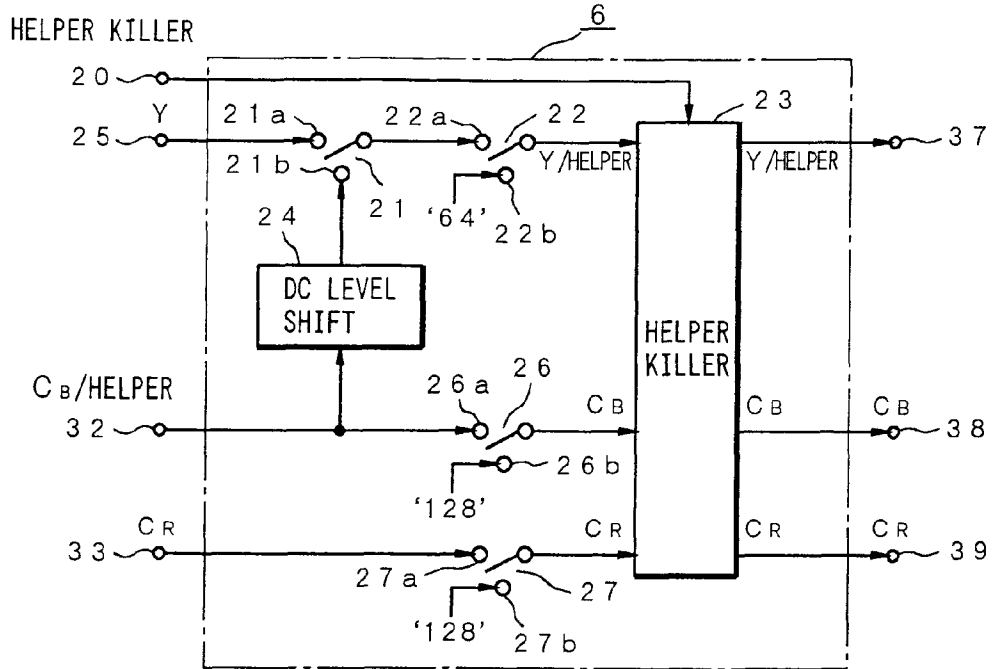 6
HELPER KILLER
20
Y
25
21a
21b
21
22a
22
'64'
22b
Y/HELPER
23
Y/HELPER
37
24
DC LEVEL
SHIFT
HELPER
KILLER
CB/HELPER
32
26a
26
CB
CB
CB
38
26b
'128'
CR
33
27a
27
CR
CR
CR
39
'128'
27b